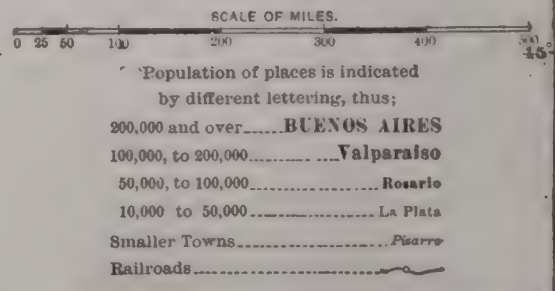 SCALE OF MILES.
0 25 50 100 200 300 400 500
45°
Population of places is indicated
by different lettering, thus;
200,000 and over......BUENOS AIRES
100,000, to 200,000............Valparaiso
50,000, to 100,000................Rosario
10,000 to 50,000................La Plata
Smaller Towns....................Pisarro
Railroads........................